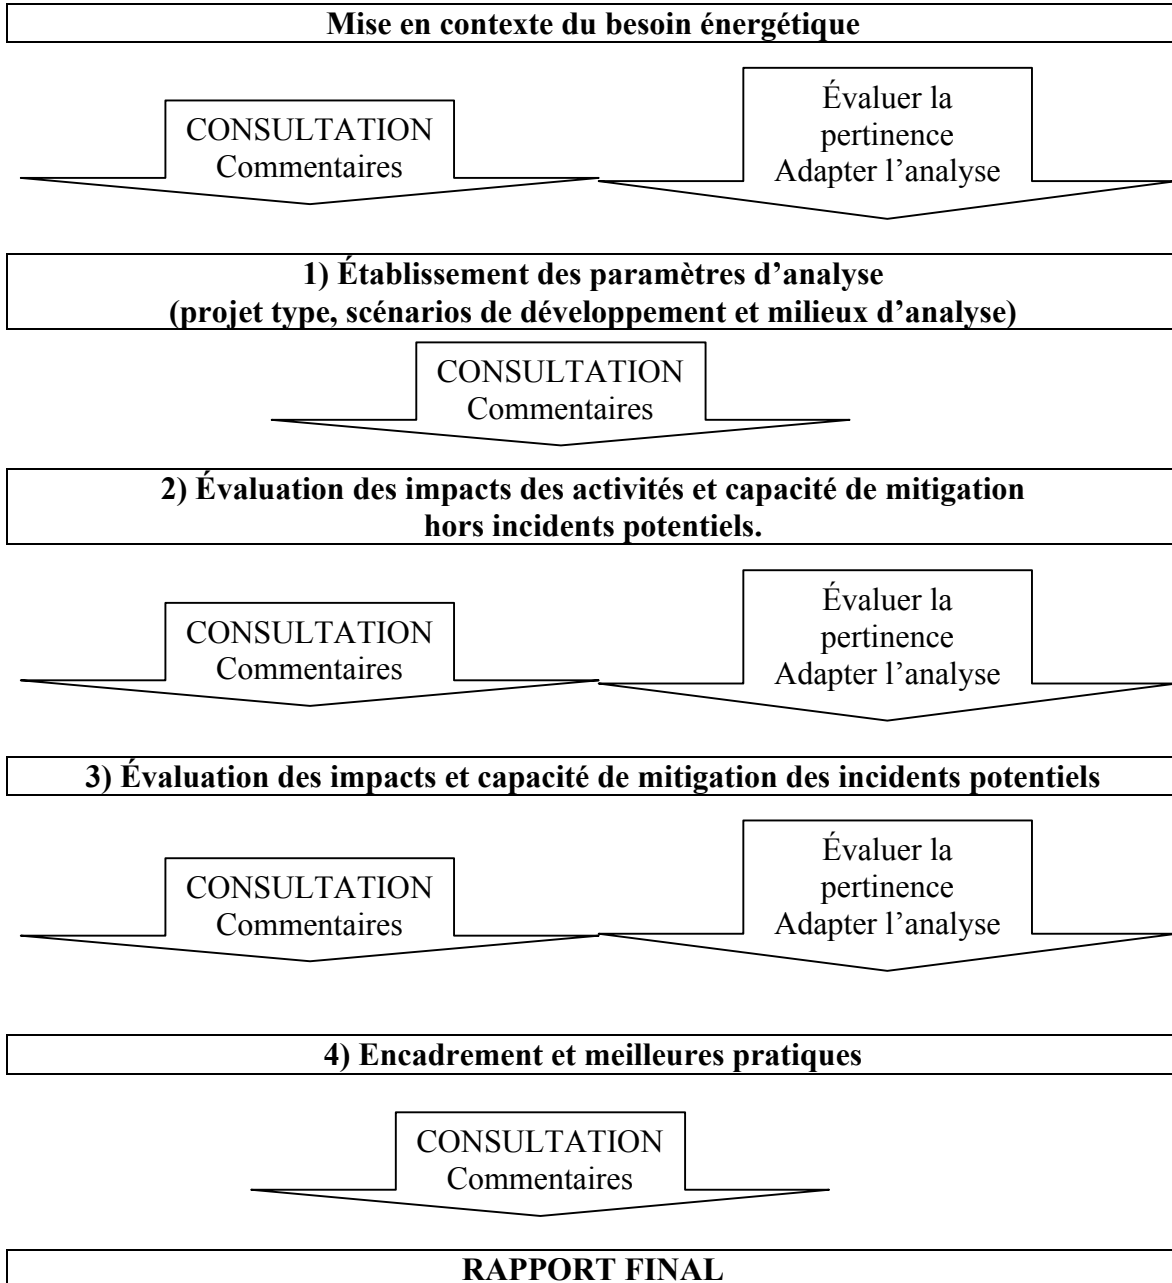 Mise en contexte du besoin énergétique
CONSULTATION
Commentaires
Évaluer la
pertinence
Adapter l’analyse
1) Établissement des paramètres d’analyse
(projet type, scénarios de développement et milieux d’analyse)
CONSULTATION
Commentaires
2) Évaluation des impacts des activités et capacité de mitigation
hors incidents potentiels.
CONSULTATION
Commentaires
Évaluer la
pertinence
Adapter l’analyse
3) Évaluation des impacts et capacité de mitigation des incidents potentiels
CONSULTATION
Commentaires
Évaluer la
pertinence
Adapter l’analyse
4) Encadrement et meilleures pratiques
CONSULTATION
Commentaires
RAPPORT FINAL